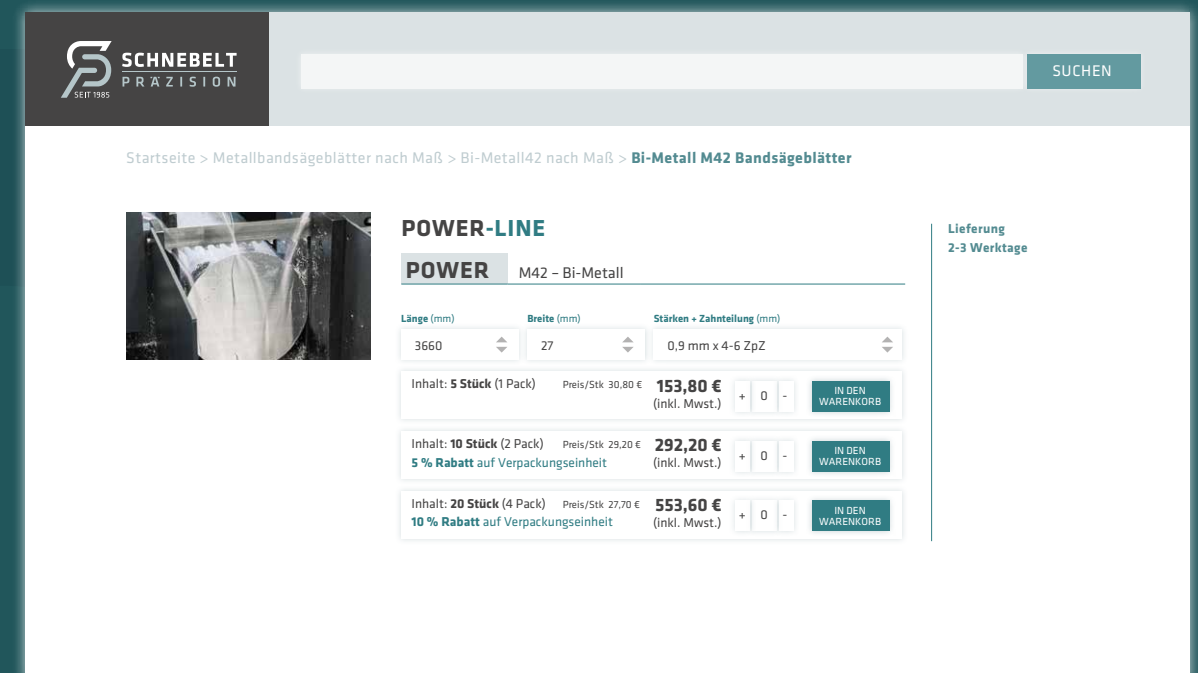 SCHNEBELT
PRÄZISION
SEIT 1985
SUCHEN
Startseite > Metallbandsägeblätter nach Maß > Bi-Metall42 nach Maß > Bi-Metall M42 Bandsägeblätter
POWER-LINE
POWER M42 – Bi-Metall
Lieferung
2-3 Werktage
Länge (mm) Breite (mm) Stärken + Zahnteilung (mm)
3660 27 0,9 mm x 4-6 ZpZ
Inhalt: 5 Stück (1 Pack) Preis/Stk 30,80 € 153,80 €
(inkl. Mwst.)
+ 0 -
IN DEN
WARENKORB
Inhalt: 10 Stück (2 Pack) Preis/Stk 29,20 € 292,20 €
5 % Rabatt auf Verpackungseinheit (inkl. Mwst.)
+ 0 -
IN DEN
WARENKORB
Inhalt: 20 Stück (4 Pack) Preis/Stk 27,70 € 553,60 €
10 % Rabatt auf Verpackungseinheit (inkl. Mwst.)
+ 0 -
IN DEN
WARENKORB